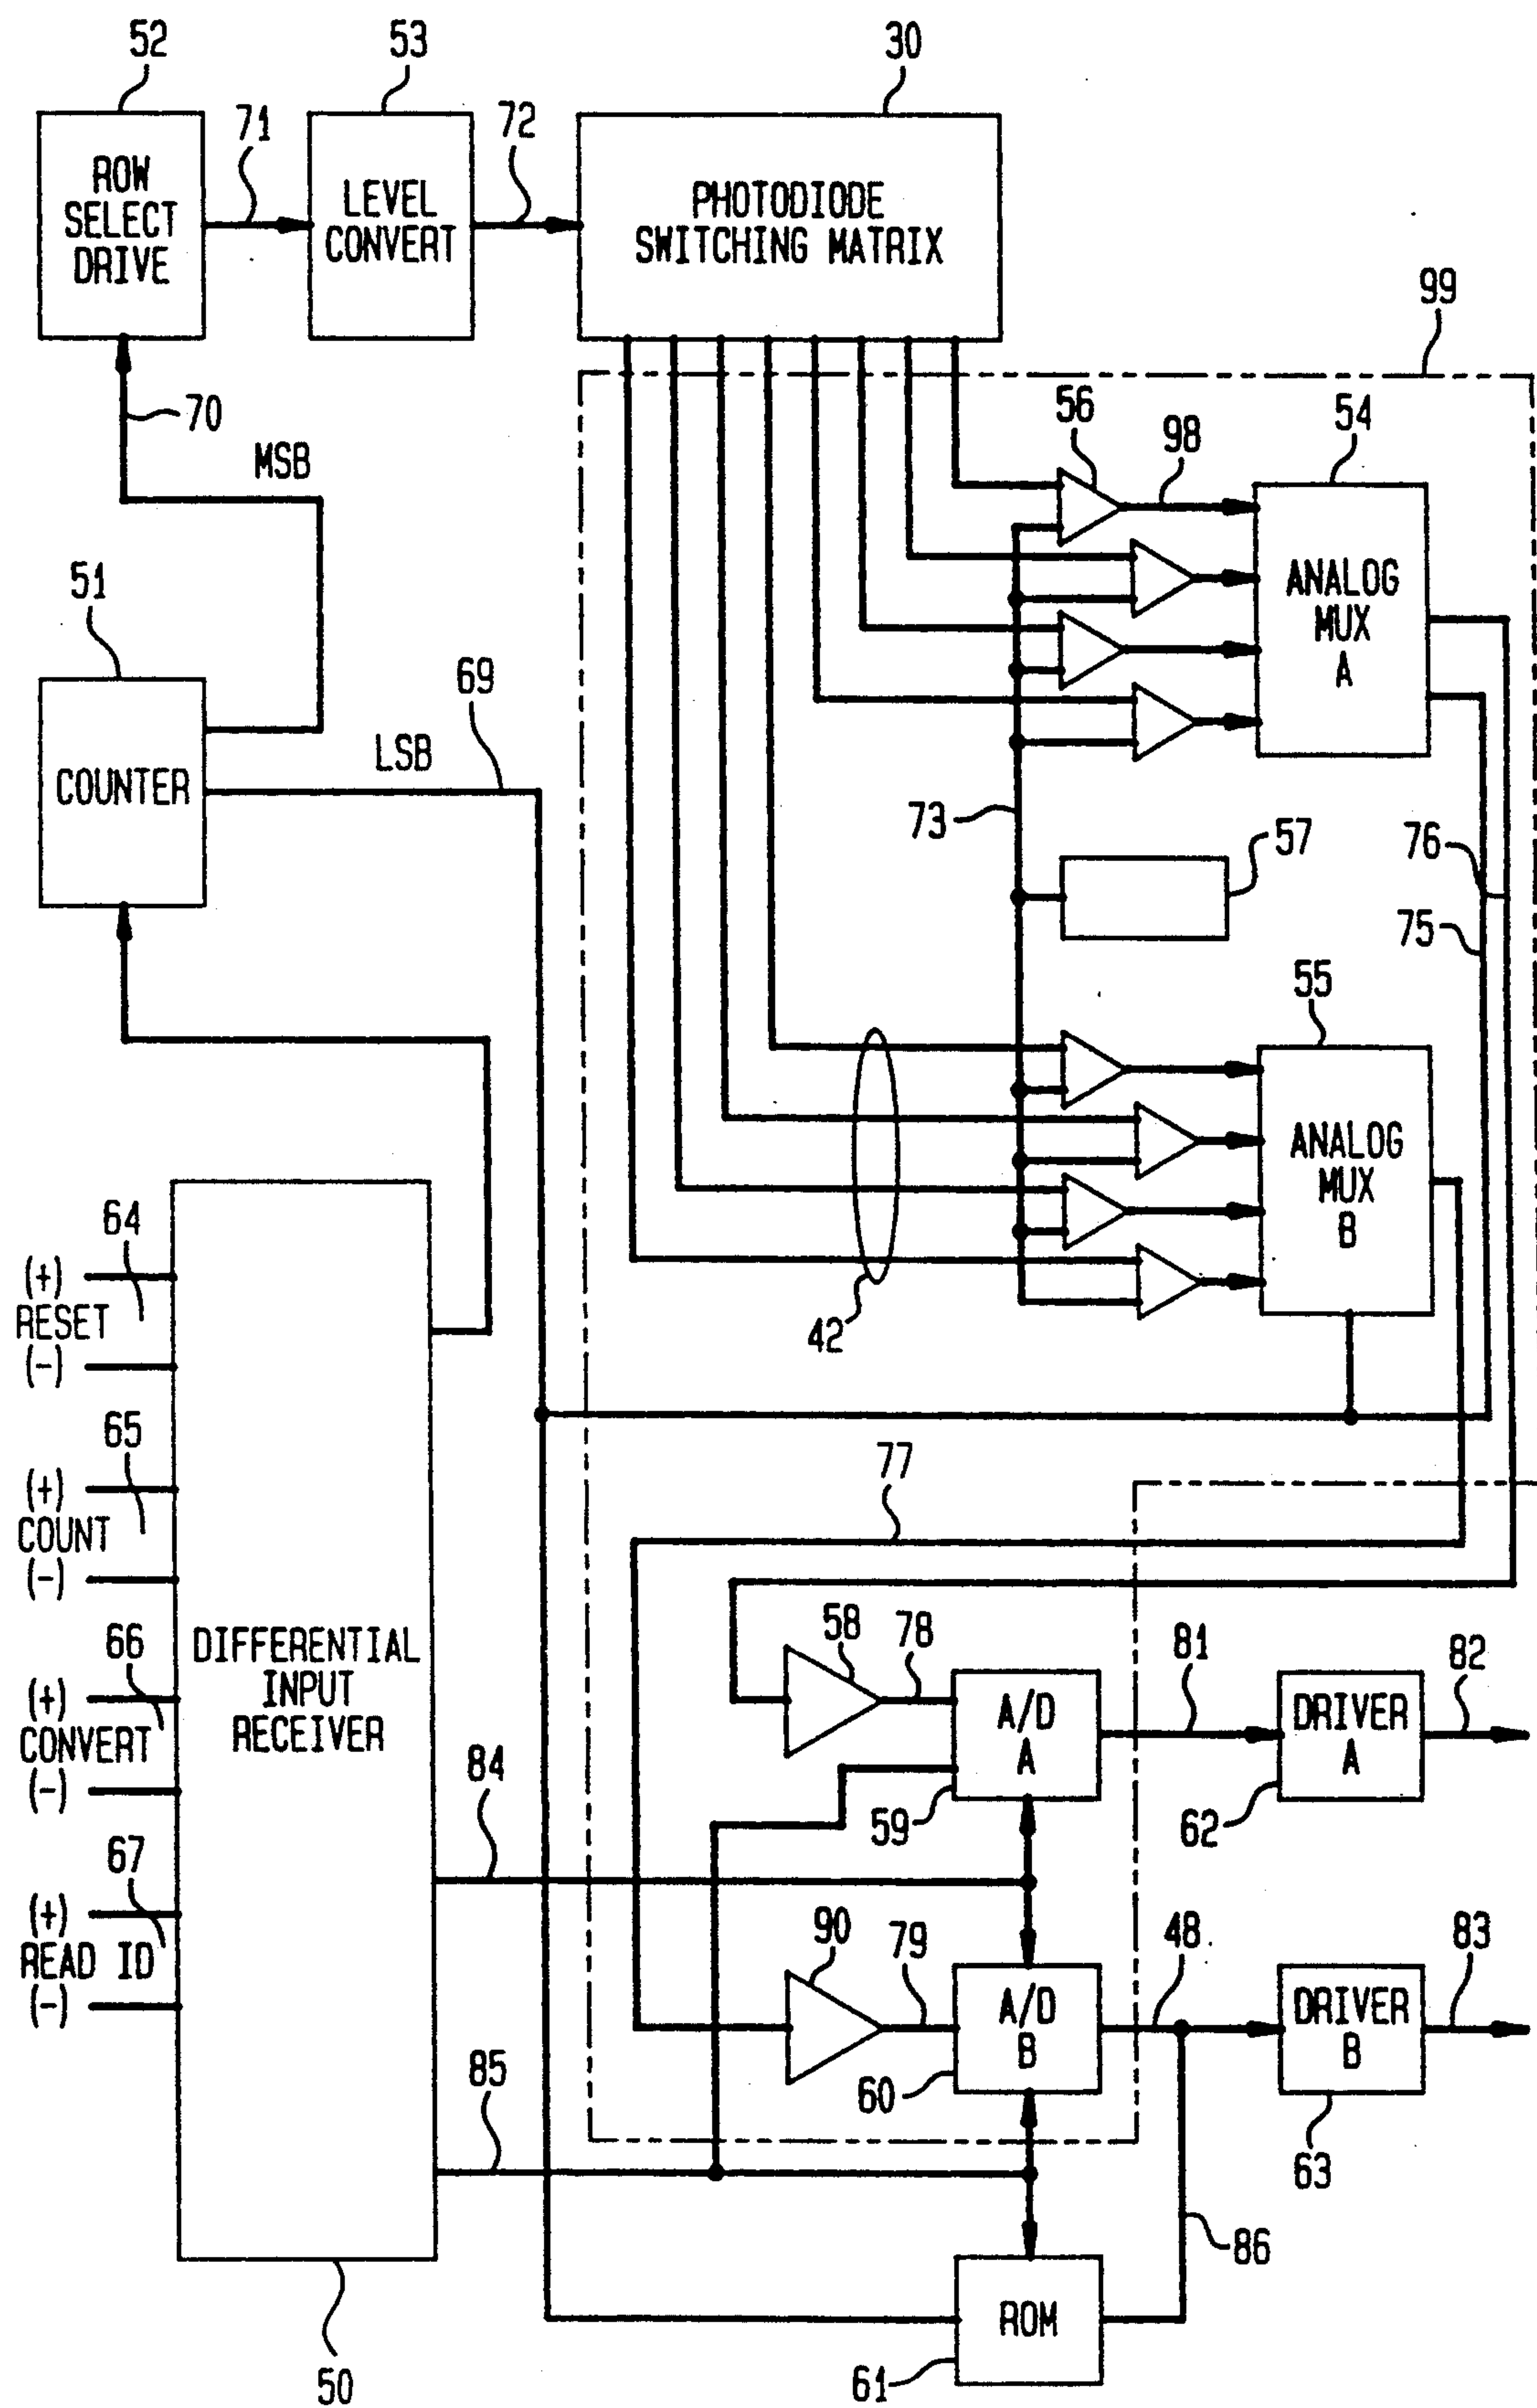 52
53
30
71
72
ROW
SELECT
DRIVE
LEVEL
CONVERT
PHOTODIODE
SWITCHING MATRIX
99
70
MSB
56
98
54
ANALOG
MUX
A
51
69
LSB
COUNTER
73
57
76
75
55
ANALOG
MUX
B
42
64
(+)
RESET
(-)
65
(+)
COUNT
(-)
66
(+)
CONVERT
(-)
67
(+)
READ ID
(-)
DIFFERENTIAL
INPUT
RECEIVER
50
77
58
78
A/D
A
59
81
DRIVER
A
62
82
84
90
79
A/D
B
60
48
DRIVER
B
63
83
85
86
ROM
61